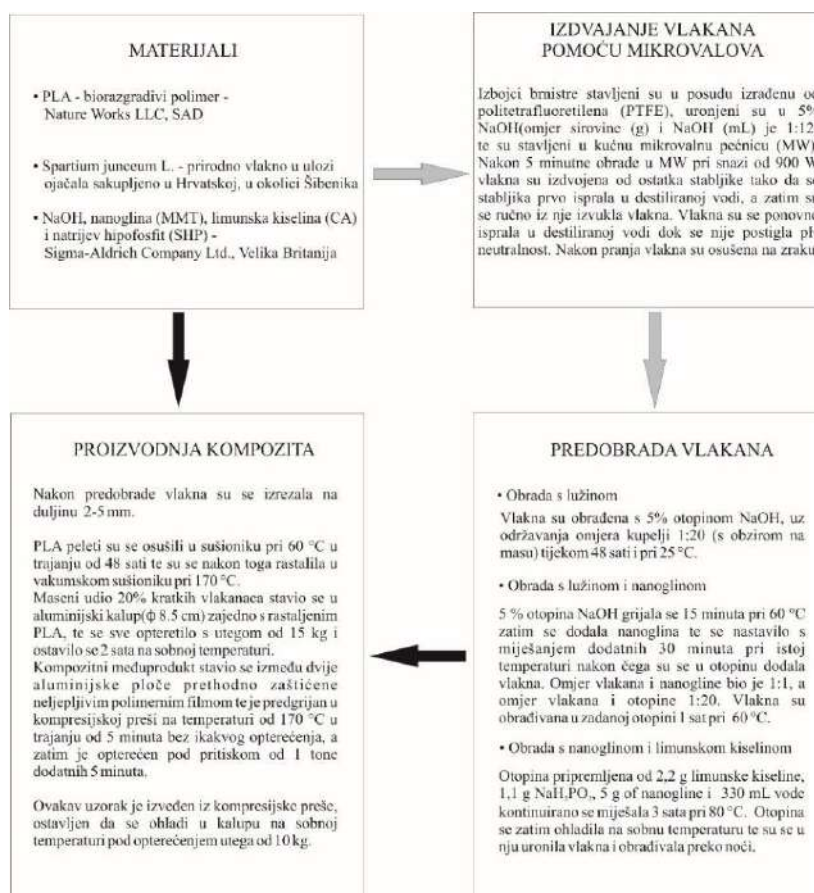 MATERIJALI
• PLA - biorazgradivi polimer -
Nature Works LLC, SAD
• Spartium junceum L. - prirodno vlakno u ulozi
ojačala sakupljeno u Hrvatskoj, u okolici Šibenika
• NaOH, nanoglina (MMT), limunska kiselina (CA)
i natrijev hipofosfit (SHP) -
Sigma-Aldrich Company Ltd., Velika Britanija
IZDVAJANJE VLAKANA
POMOĆU MIKROVALOVA
Izbojci brnistre stavljeni su u posudu izrađenu od
politetrafluoretilena (PTFE), uronjeni su u 5%
NaOH(omjer sirovine (g) i NaOH (mL) je 1:12)
te su stavljeni u kućnu mikrovalnu pećnicu (MW).
Nakon 5 minutne obrade u MW pri snazi od 900 W
vlakna su izdvojena od ostatka stabljike tako da se
stabljika prvo isprala u destiliranoj vodi, a zatim su
se ručno iz nje izvukla vlakna. Vlakna su se ponovno
isprala u destiliranoj vodi dok se nije postigla pH
neutralnost. Nakon pranja vlakna su osušena na zraku.
PROIZVODNJA KOMPOZITA
Nakon predobrade vlakna su se izrezala na
duljinu 2-5 mm.
PLA peleti su se osušili u sušioniku pri 60 °C u
trajanju od 48 sati te su se nakon toga rastalila u
vakumskom sušioniku pri 170 °C.
Maseni udio 20% kratkih vlakanaca stavio se u
aluminijski kalup(ϕ 8.5 cm) zajedno s rastaljenim
PLA, te se sve opteretilo s utegom od 15 kg i
ostavilo se 2 sata na sobnoj temperaturi.
Kompozitni međuprodukt stavio se između dvije
aluminijske ploče prethodno zaštićene
neljepljivim polimernim filmom te je predgrijan u
kompresijskoj preši na temperaturi od 170 °C u
trajanju od 5 minuta bez ikakvog opterećenja, a
zatim je opterećen pod pritiskom od 1 tone
dodatnih 5 minuta.
Ovakav uzorak je izveden iz kompresijske preše,
ostavljen da se ohladi u kalupu na sobnoj
temperaturi pod opterećenjem utega od 10 kg.
PREDOBRADA VLAKANA
• Obrada s lužinom
Vlakna su obrađena s 5% otopinom NaOH, uz
održavanja omjera kupelji 1:20 (s obzirom na
masu) tijekom 48 sati i pri 25 °C.
• Obrada s lužinom i nanoglinom
5 % otopina NaOH grijala se 15 minuta pri 60 °C
zatim se dodala nanoglina te se nastavilo s
miješanjem dodatnih 30 minuta pri istoj
temperaturi nakon čega su se u otopinu dodala
vlakna. Omjer vlakana i nanogline bio je 1:1, a
omjer vlakana i otopine 1:20. Vlakna su
obrađivana u zadanoj otopini 1 sat pri 60 °C.
• Obrada s nanoglinom i limunskom kiselinom
Otopina pripremljena od 2,2 g limunske kiseline,
1,1 g NaH₂PO₂, 5 g of nanogline i 330 mL vode
kontinuirano se miješala 3 sata pri 80 °C. Otopina
se zatim ohladila na sobnu temperaturu te su se u
nju uronila vlakna i obrađivala preko noći.